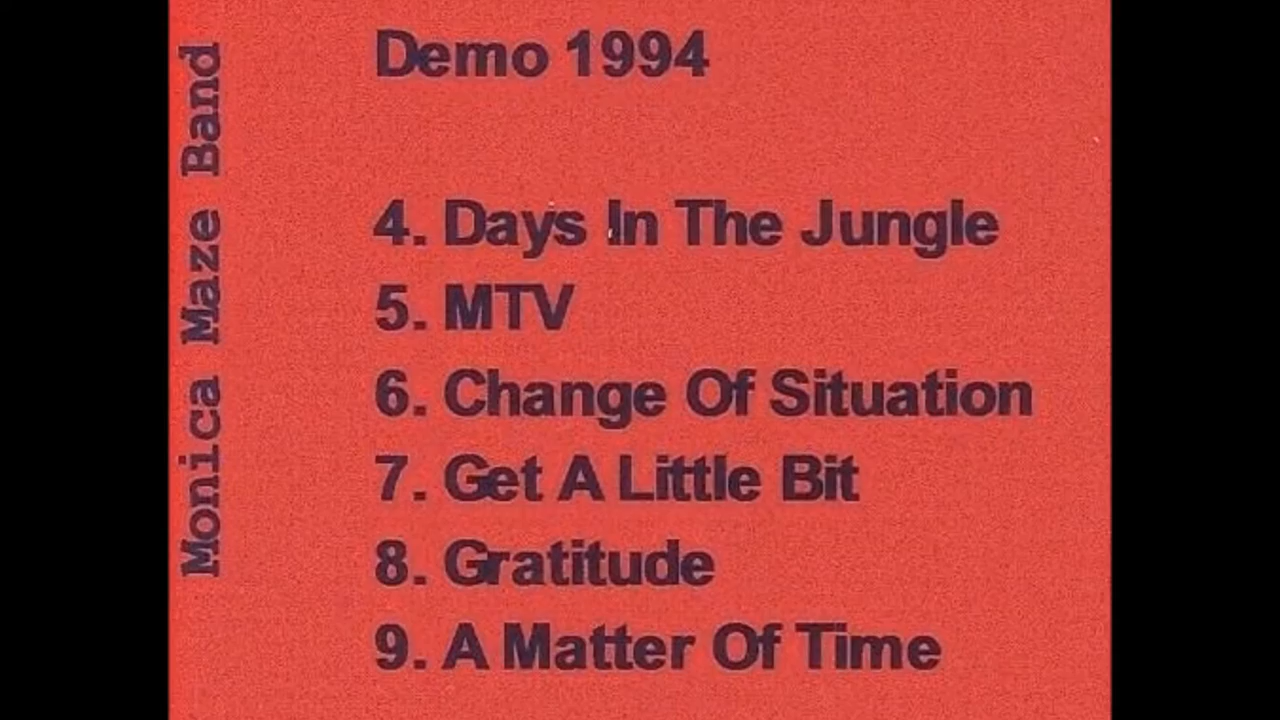 Monica Maze Band
Demo 1994
4. Days In The Jungle
5. MTV
6. Change Of Situation
7. Get A Little Bit
8. Gratitude
9. A Matter Of Time